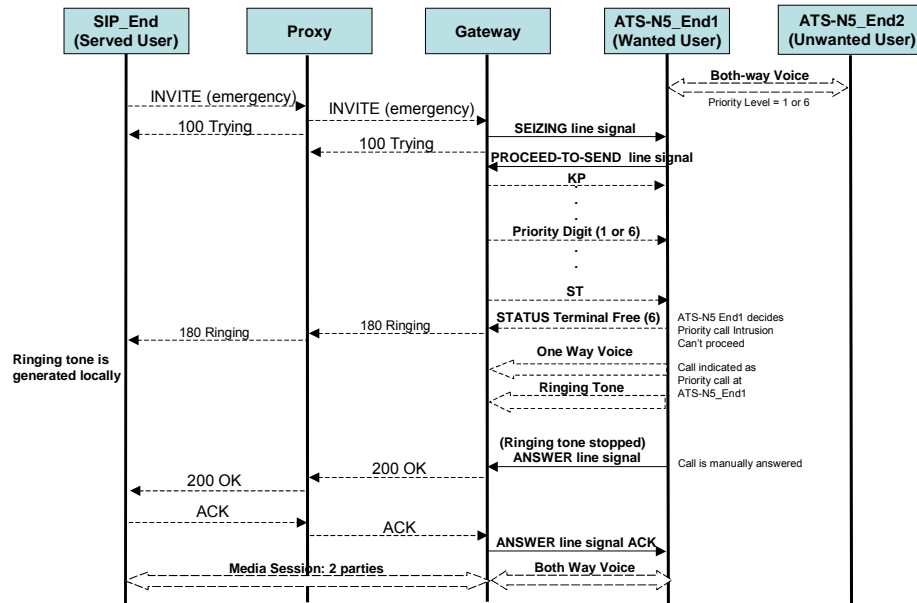 SIP_End
(Served User)
Proxy
Gateway
ATS-N5_End1
(Wanted User)
ATS-N5_End2
(Unwanted User)
Both-way Voice
Priority Level = 1 or 6
INVITE (emergency)
INVITE (emergency)
100 Trying
SEIZING line signal
100 Trying
PROCEED-TO-SEND line signal
KP
.
.
.
Priority Digit (1 or 6)
.
.
.
ST
STATUS Terminal Free (6)
180 Ringing
180 Ringing
ATS-N5 End1 decides
Priority call Intrusion
Can't proceed
Ringing tone is
generated locally
One Way Voice
Call indicated as
Priority call at
ATS-N5_End1
Ringing Tone
(Ringing tone stopped)
ANSWER line signal
Call is manually answered
200 OK
200 OK
ACK
ACK
ANSWER line signal ACK
Media Session: 2 parties
Both Way Voice